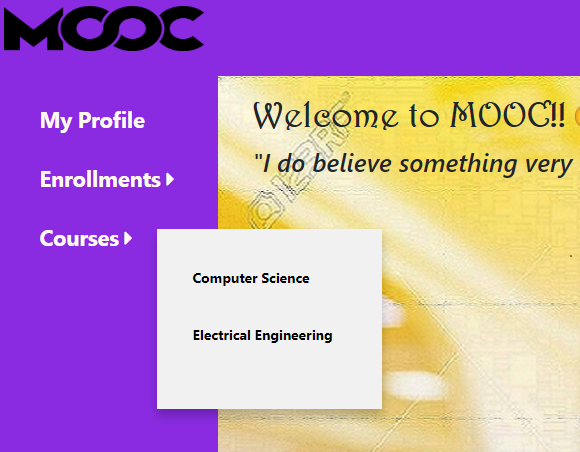 MOOC
My Profile
Enrollments
Courses
Computer Science
Electrical Engineering
Welcome to MOOC!!
"I do believe something very